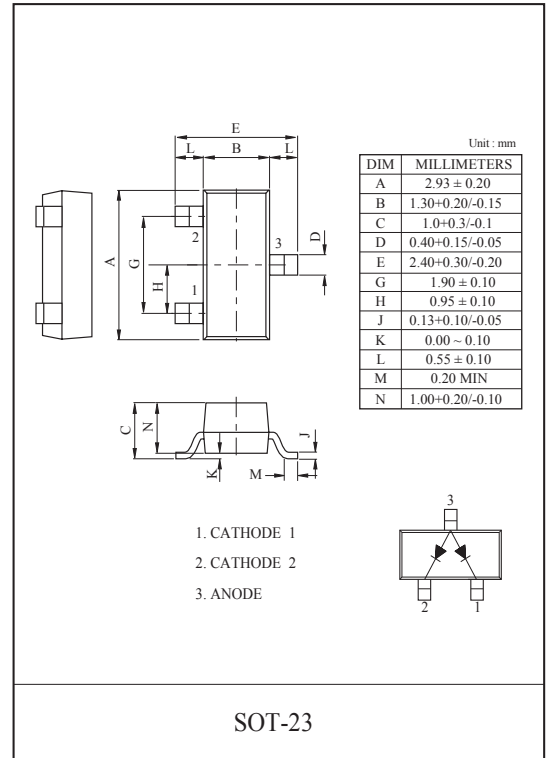 E
L B L
Unit : mm
DIM MILLIMETERS
A 2.93 ± 0.20
B 1.30+0.20/-0.15
C 1.0+0.3/-0.1
D 0.40+0.15/-0.05
E 2.40+0.30/-0.20
G 1.90 ± 0.10
H 0.95 ± 0.10
J 0.13+0.10/-0.05
K 0.00 ~ 0.10
L 0.55 ± 0.10
M 0.20 MIN
N 1.00+0.20/-0.10
2 3 D
A G H
1
C N K M J
1. CATHODE 1
2. CATHODE 2
3. ANODE
3
2 1
SOT-23